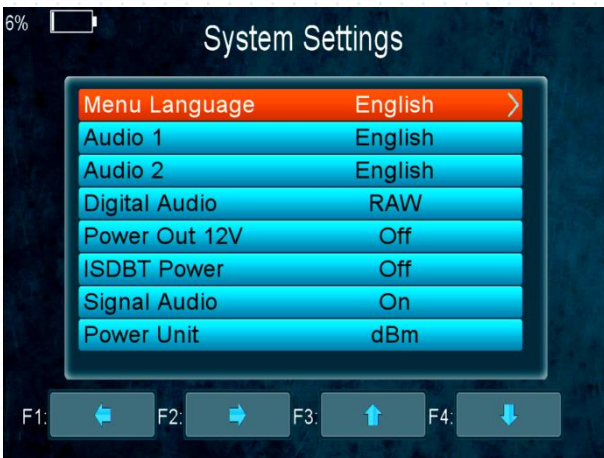 6%
System Settings
Menu Language English
Audio 1 English
Audio 2 English
Digital Audio RAW
Power Out 12V Off
ISDBT Power Off
Signal Audio On
Power Unit dBm
F1: F2: F3: F4: